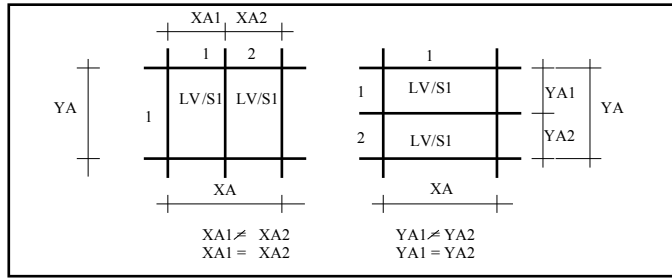 XA1 XA2
1 2
LV/S1 LV/S1
YA
1
XA
XA1 ≠ XA2
XA1 = XA2
1
1
LV/S1
YA1
YA
2
LV/S1
YA2
XA
YA1 ≠ YA2
YA1 = YA2